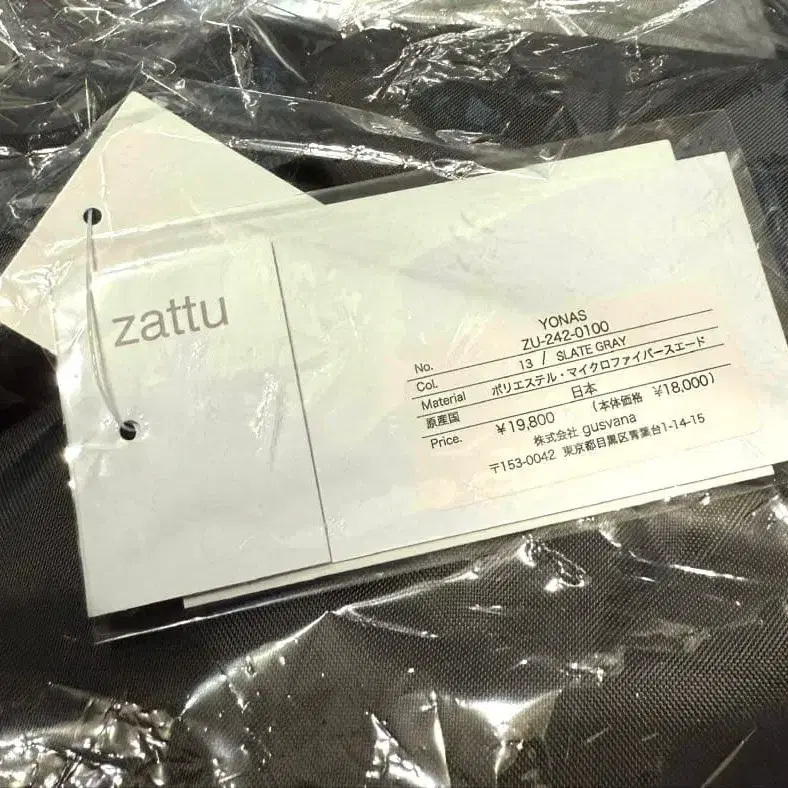 zattu
YONAS
No. ZU-242-0100
Col. 13 / SLATE GRAY
Material ポリエステル・マイクロファイバースエード
原産国 日本
Price. ¥19,800 (本体価格 ¥18,000)
株式会社 gusvana
〒153-0042 東京都目黒区青葉台1-14-15